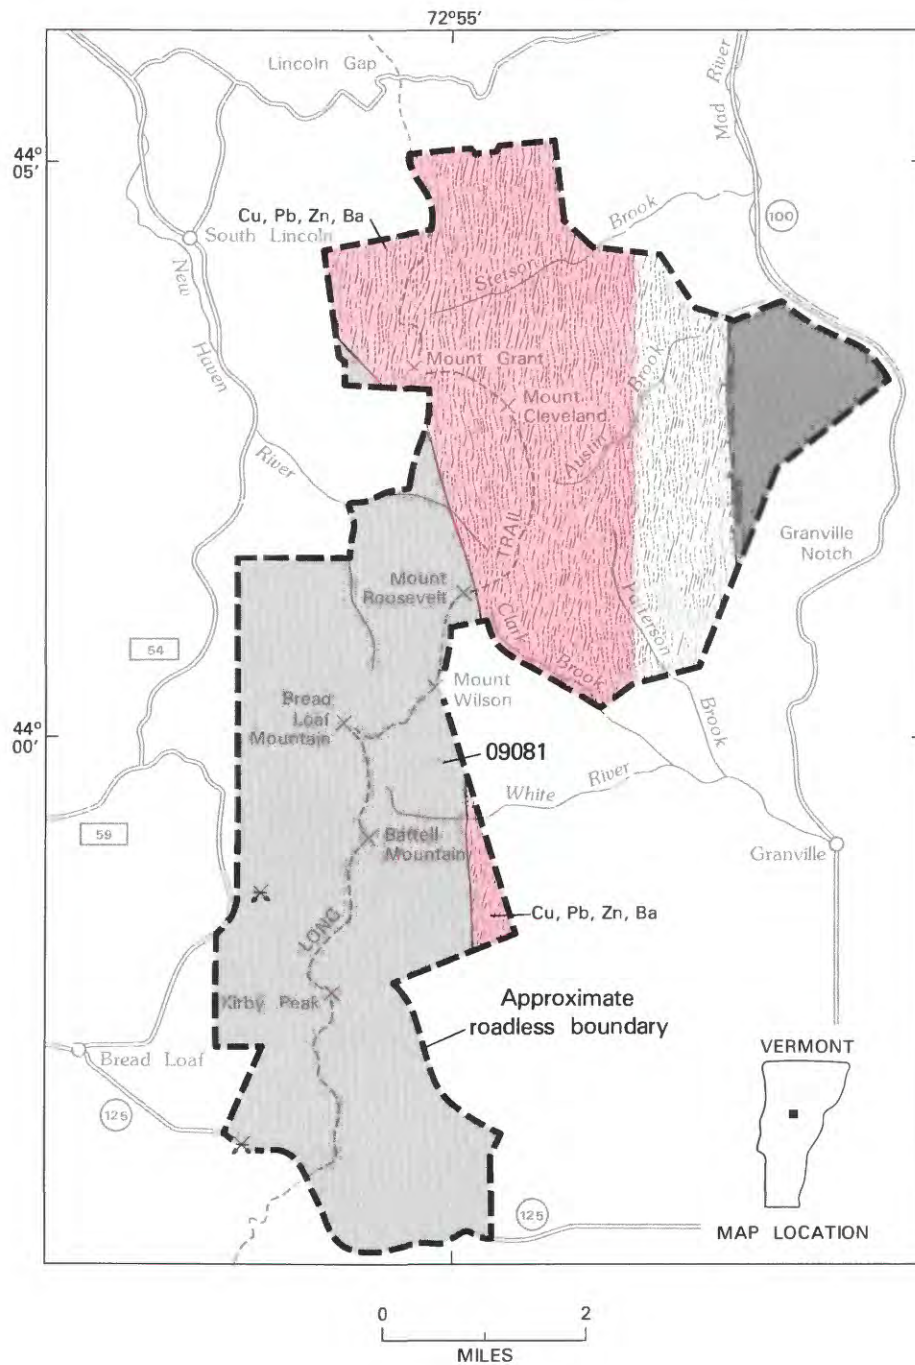 72°55'
Lincoln Gap
Mad River
44°
05'
Cu, Pb, Zn, Ba
South Lincoln
Stetson Brook
100
New Haven River
Mount Grant
Mount
Cleveland
Austin Brook
TRAIL
Granville
Notch
Mount
Roosevelt
Clark Brook
Patterson Brook
54
Mount
Wilson
Bread
Loaf
Mountain
44°
00'
09081
White River
59
Battell
Mountain
Granville
Cu, Pb, Zn, Ba
LONG
Kirby Peak
Approximate
roadless boundary
Bread Loaf
VERMONT
125
125
MAP LOCATION
0 2
MILES